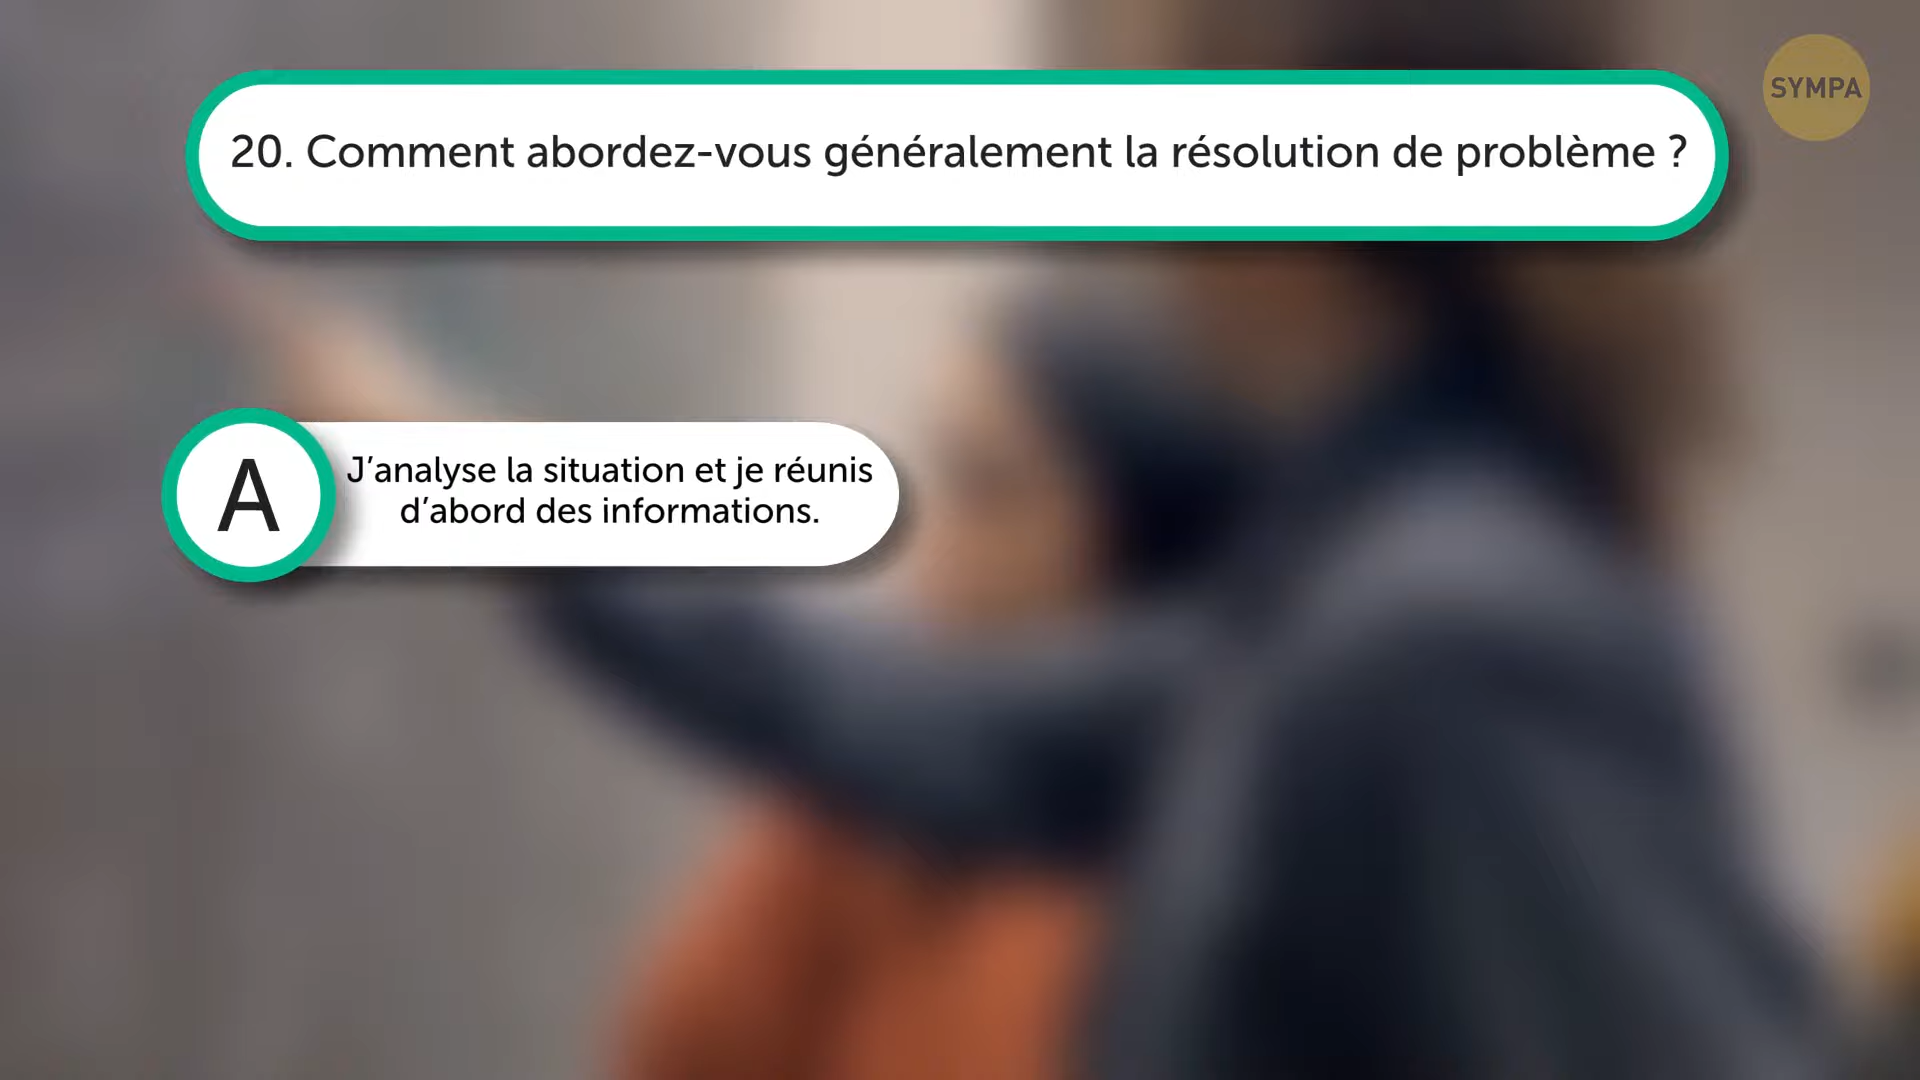 SYMPA
20. Comment abordez-vous généralement la résolution de problème ?
A
J’analyse la situation et je réunis
d’abord des informations.